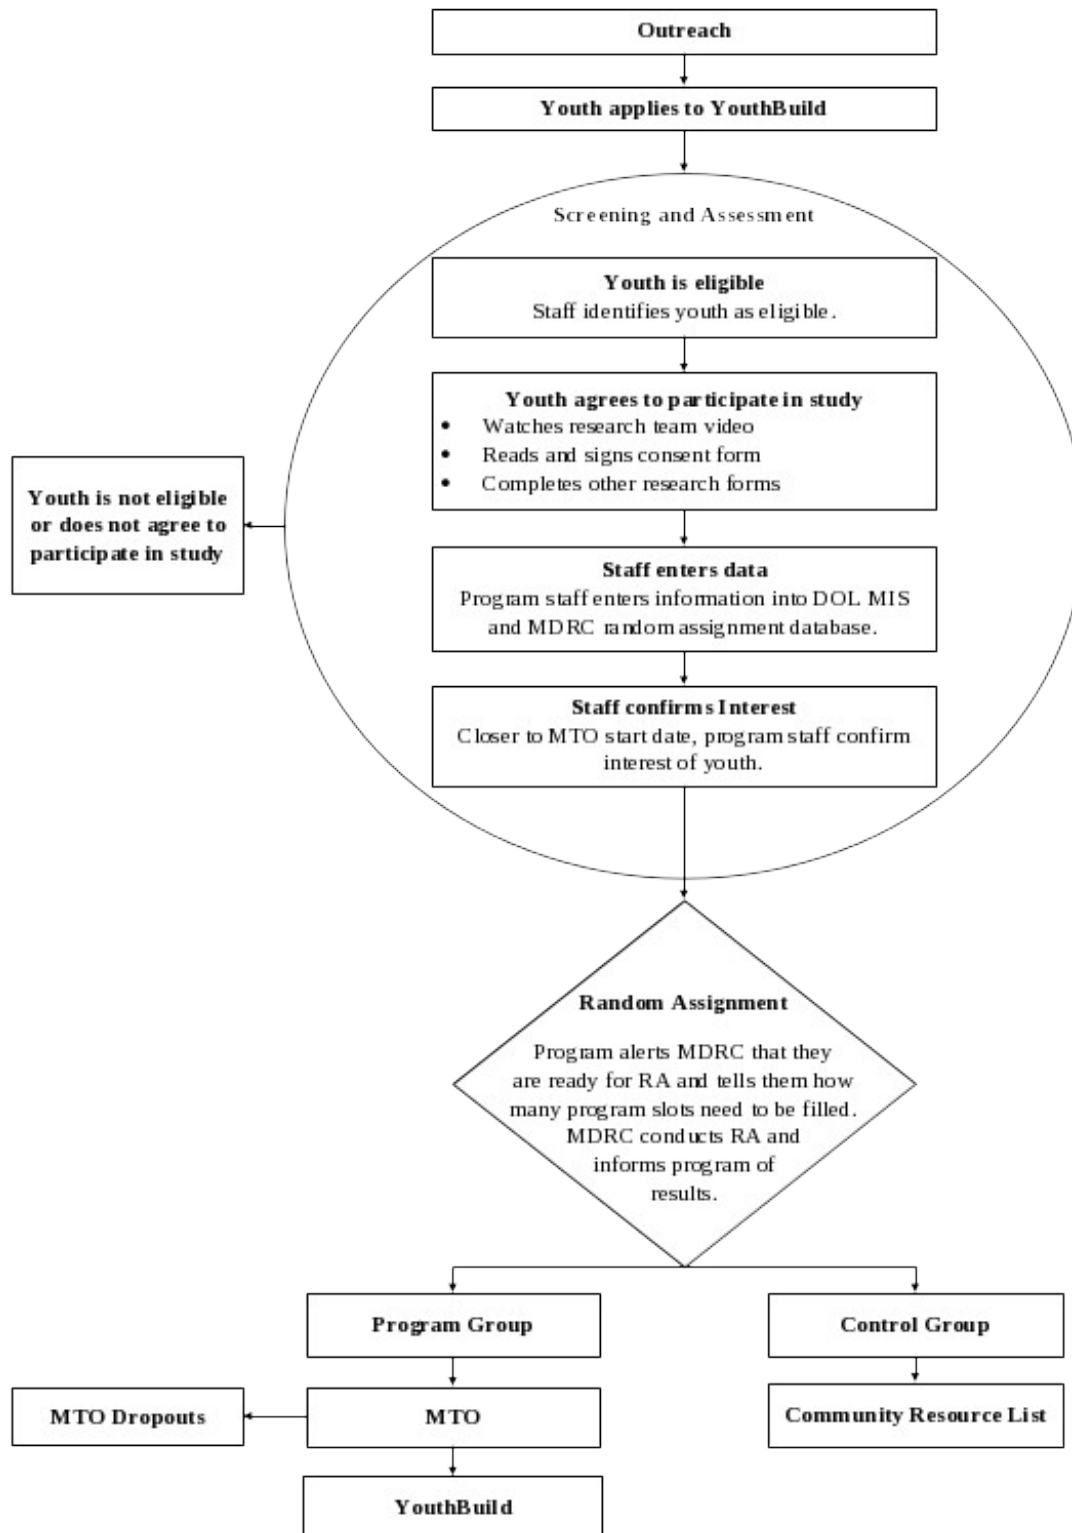 Outreach
Youth applies to YouthBuild
Screening and Assessment
Youth is eligible
Staff identifies youth as eligible.
Youth agrees to participate in study
• Watches research team video
• Reads and signs consent form
• Completes other research forms
Youth is not eligible
or does not agree to
participate in study
Staff enters data
Program staff enters information into DOL MIS
and MDRC random assignment database.
Staff confirms Interest
Closer to MTO start date, program staff confirm
interest of youth.
Random Assignment
Program alerts MDRC that they
are ready for RA and tells them how
many program slots need to be filled.
MDRC conducts RA and
informs program of
results.
Program Group
Control Group
MTO Dropouts
MTO
Community Resource List
YouthBuild